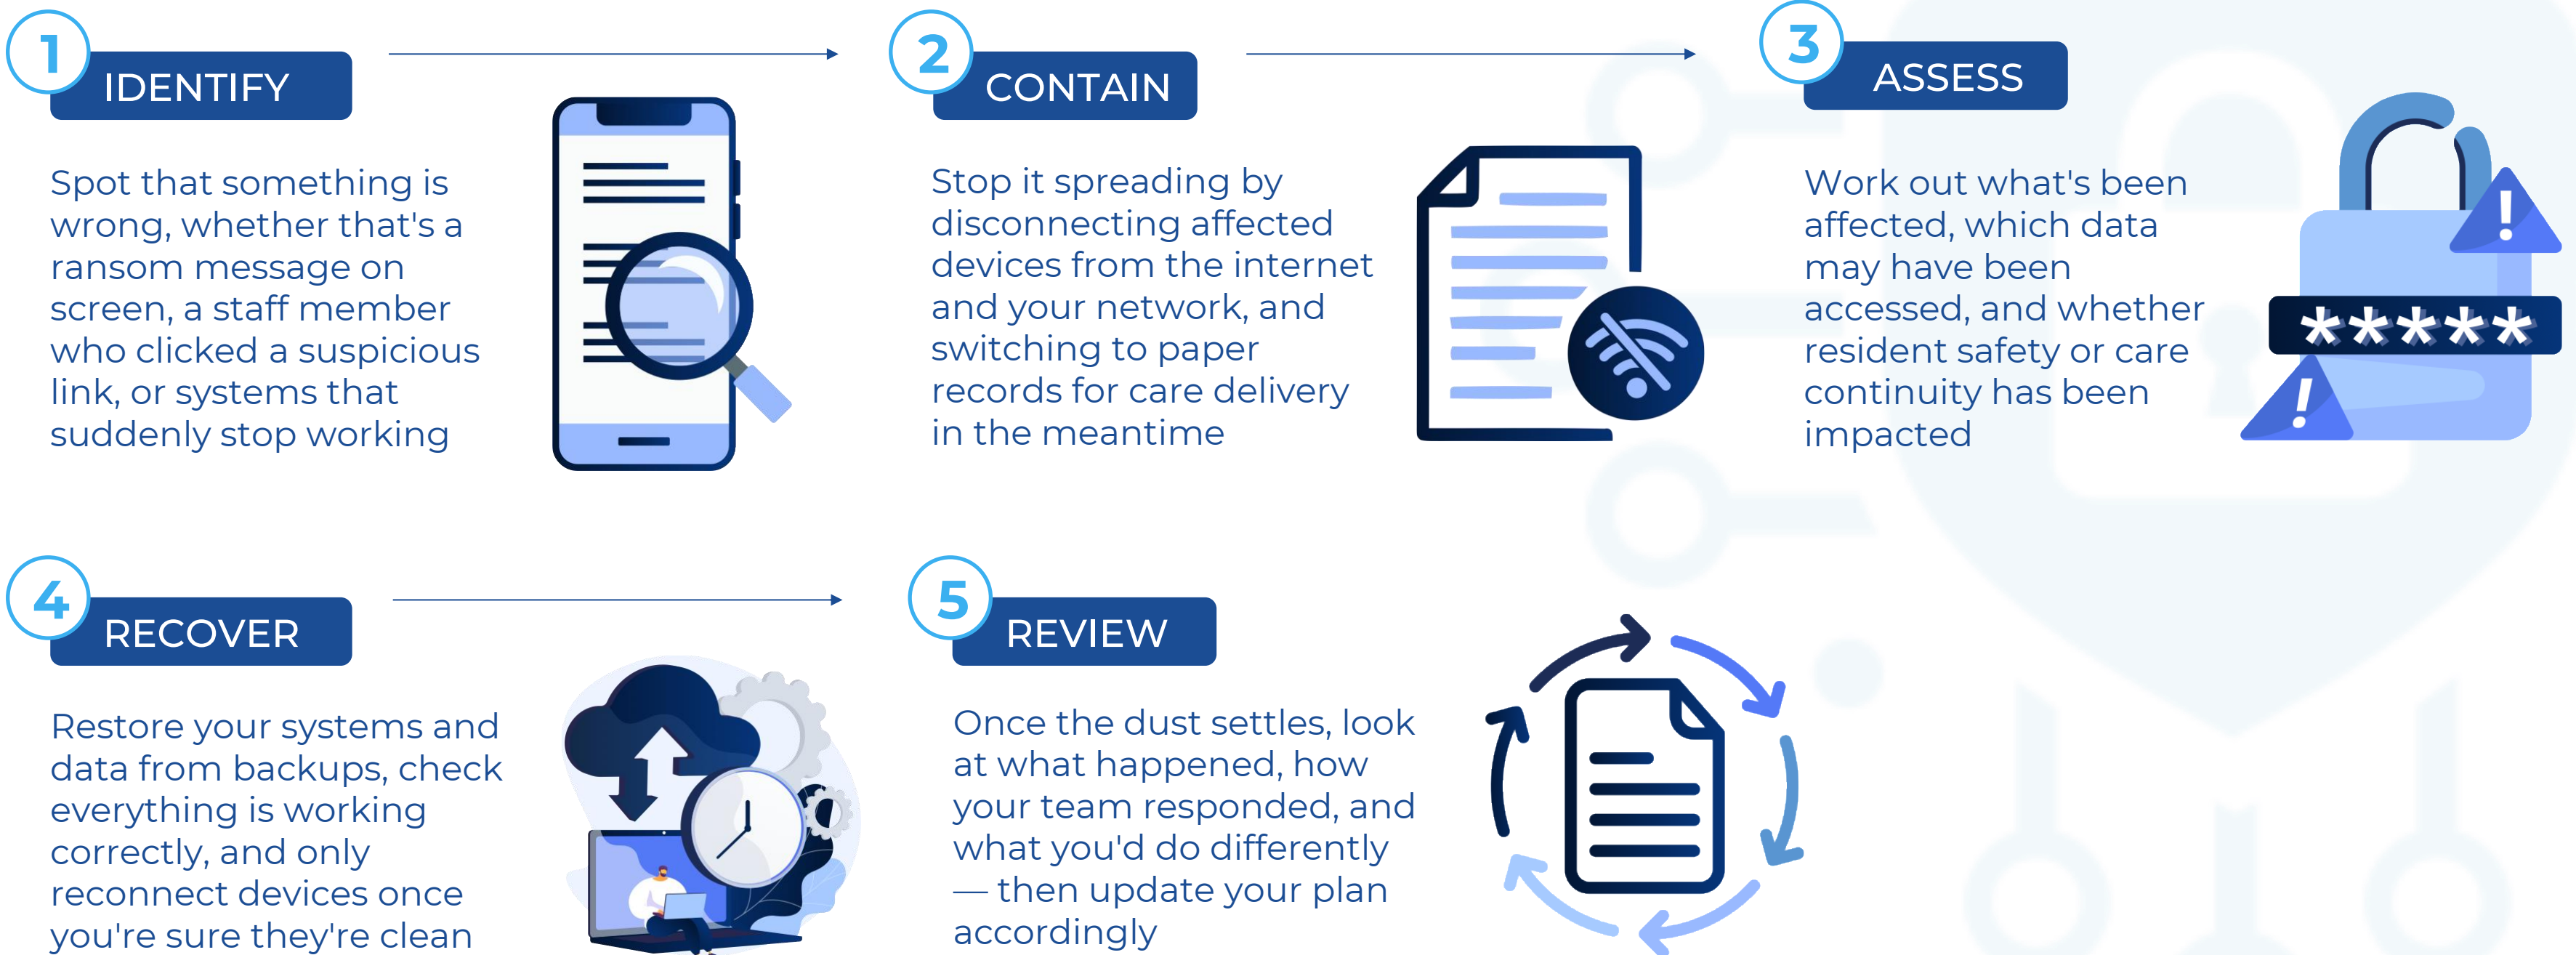 1
IDENTIFY
Spot that something is
wrong, whether that's a
ransom message on
screen, a staff member
who clicked a suspicious
link, or systems that
suddenly stop working
2
CONTAIN
Stop it spreading by
disconnecting affected
devices from the internet
and your network, and
switching to paper
records for care delivery
in the meantime
3
ASSESS
Work out what's been
affected, which data
may have been
accessed, and whether
resident safety or care
continuity has been
impacted
*****
!
!
4
RECOVER
Restore your systems and
data from backups, check
everything is working
correctly, and only
reconnect devices once
you're sure they're clean
5
REVIEW
Once the dust settles, look
at what happened, how
your team responded, and
what you'd do differently
— then update your plan
accordingly